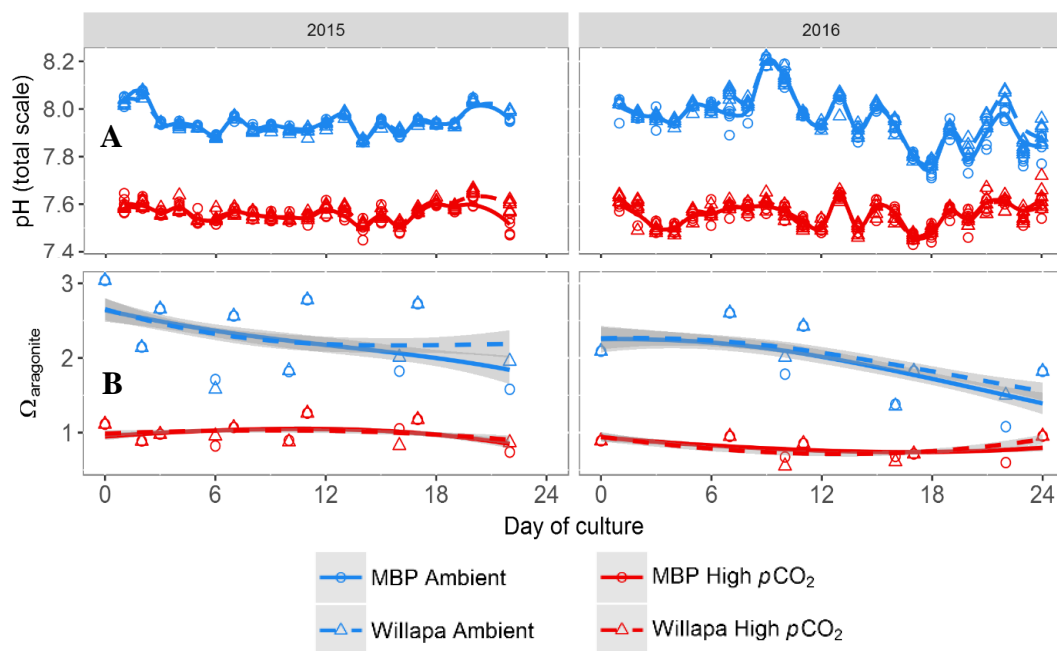 2015 2016
pH (total scale)
8.2
8.0
7.8
7.6
7.4
A
Ωaragonite
3
2
1
B
0 6 12 18 24 0 6 12 18 24
Day of culture
MBP Ambient MBP High pCO₂
Willapa Ambient Willapa High pCO₂